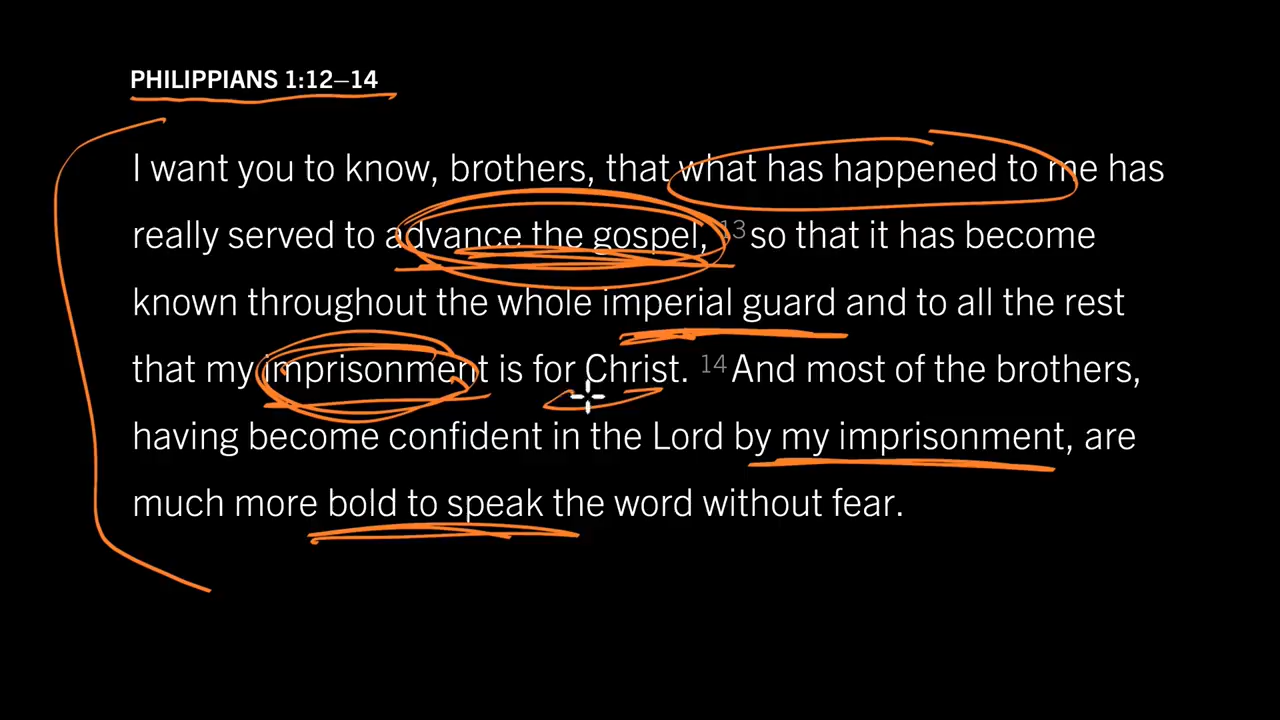 PHILIPPIANS 1:12–14
I want you to know, brothers, that what has happened to me has
really served to advance the gospel, 13 so that it has become
known throughout the whole imperial guard and to all the rest
that my imprisonment is for Christ. 14 And most of the brothers,
having become confident in the Lord by my imprisonment, are
much more bold to speak the word without fear.